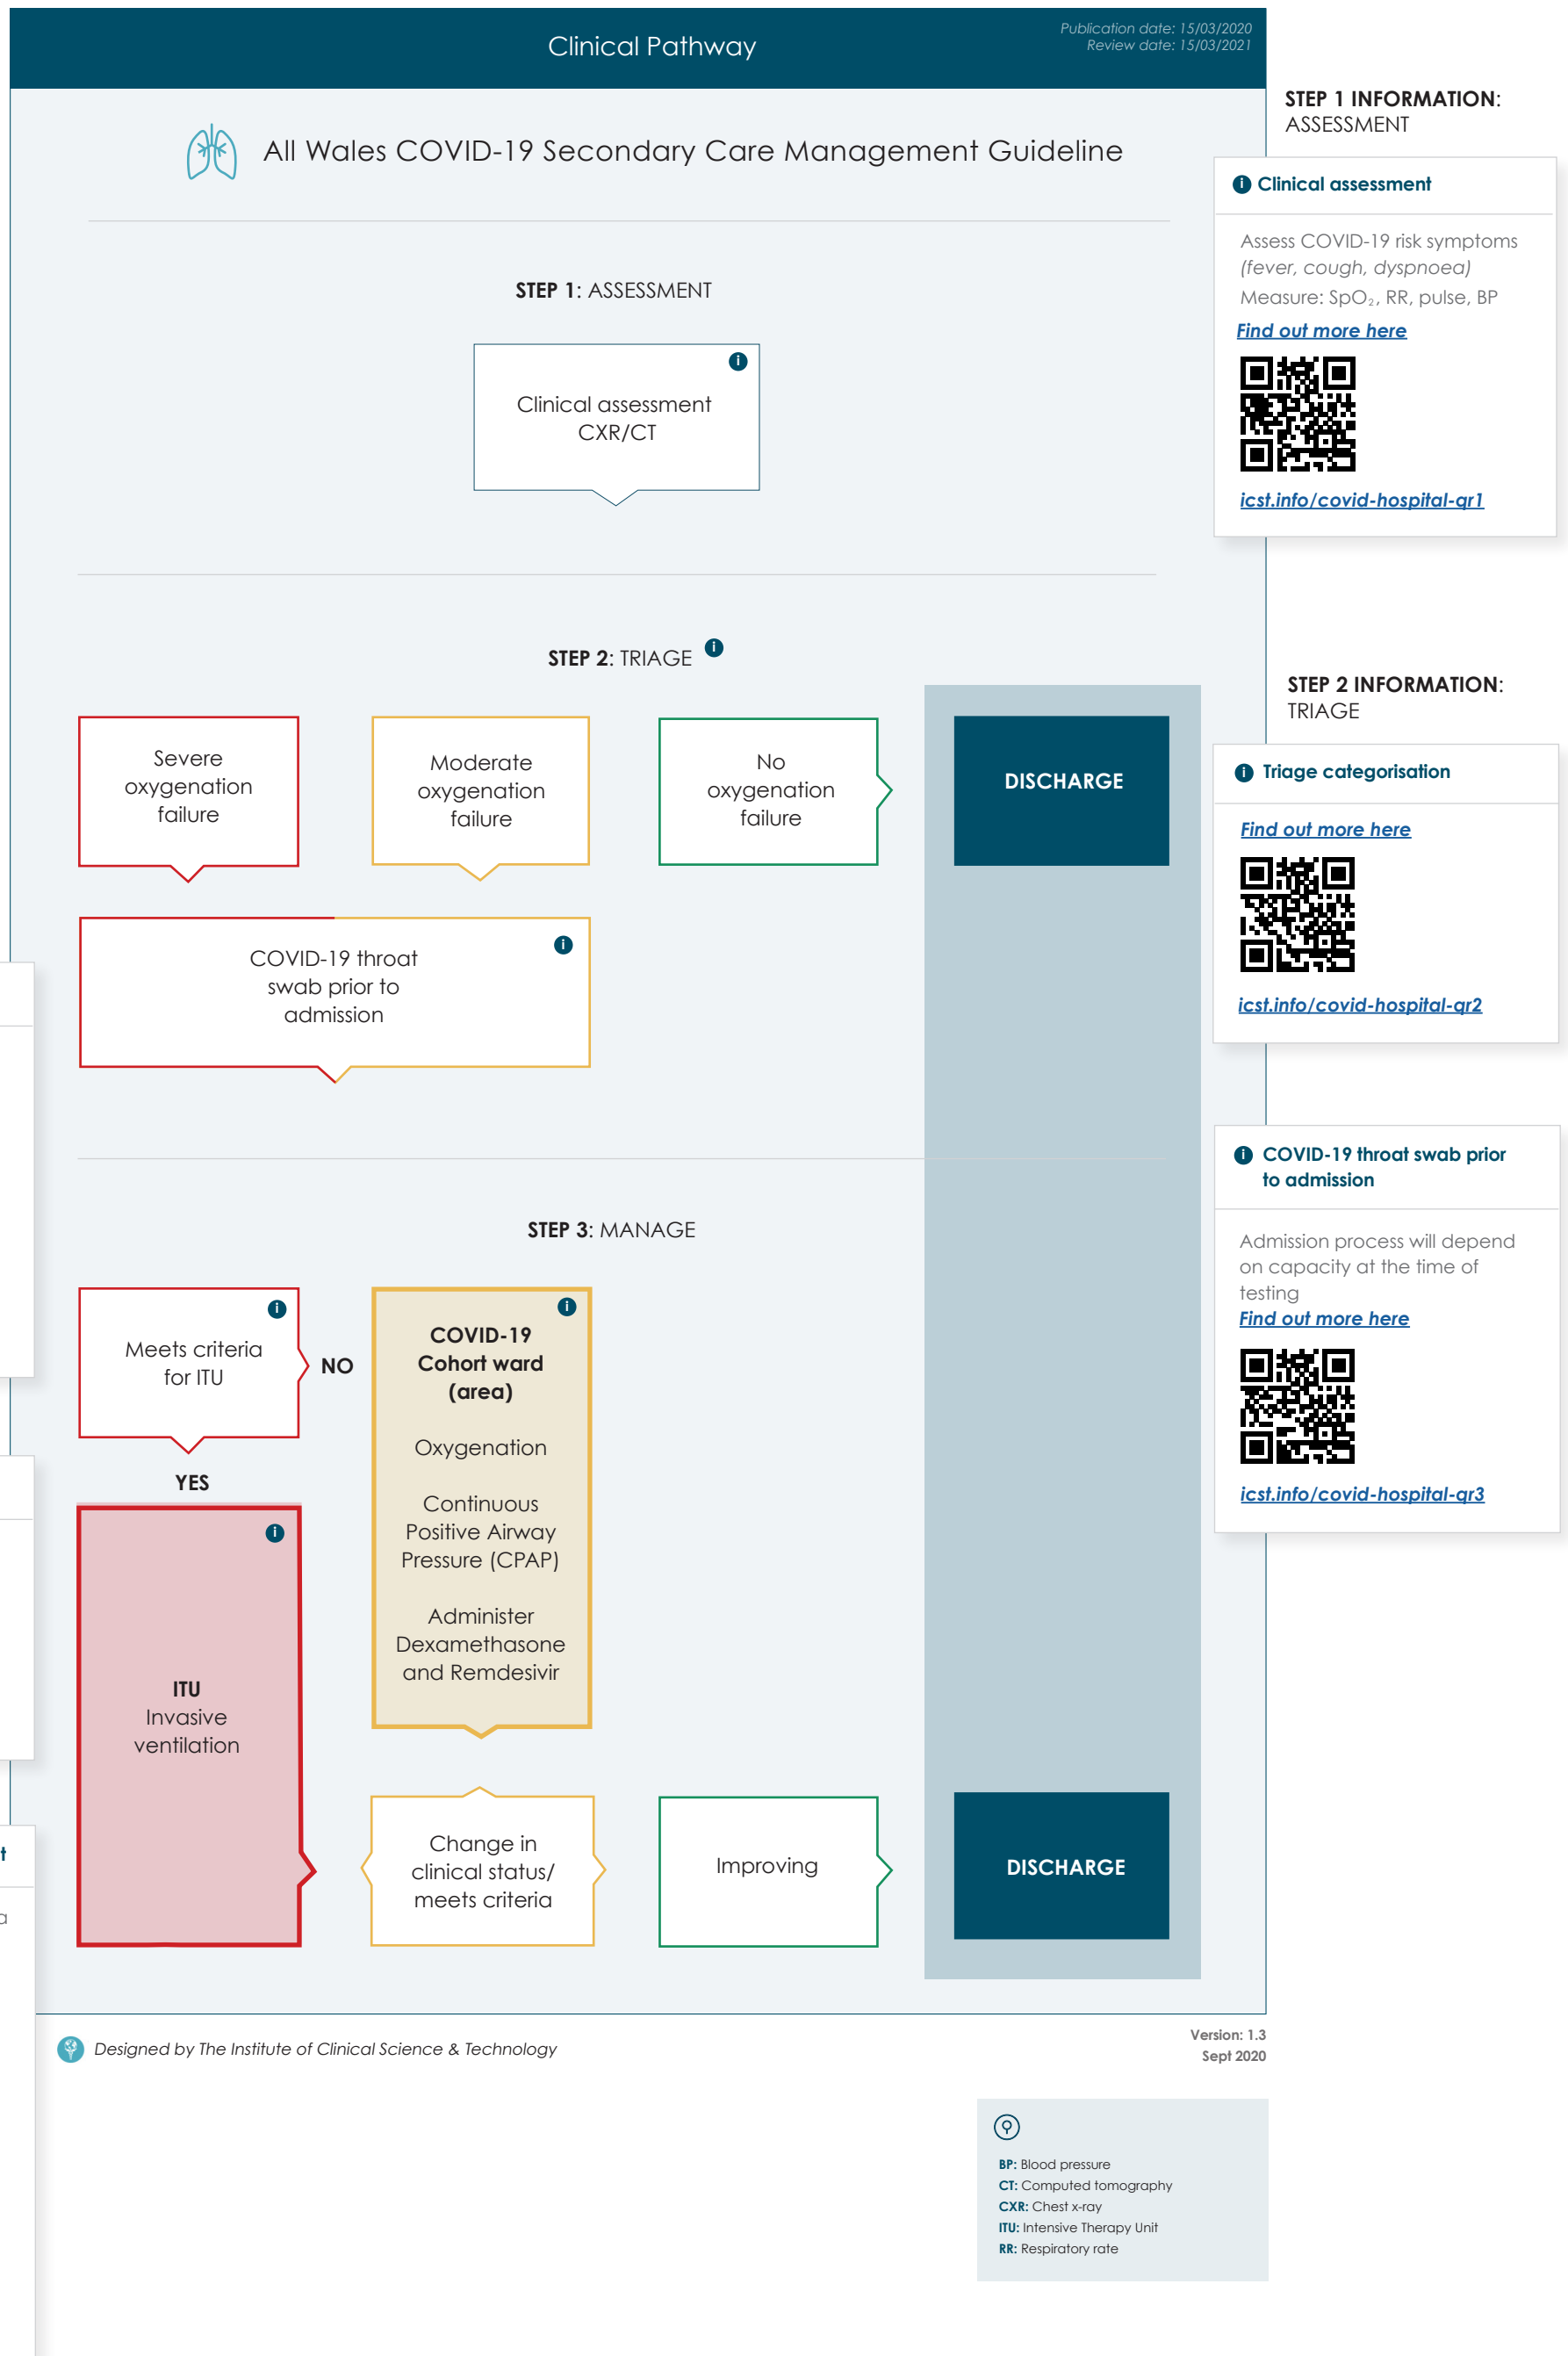 Clinical Pathway
Publication date: 15/03/2020
Review date: 15/03/2021
All Wales COVID-19 Secondary Care Management Guideline
STEP 1: ASSESSMENT
Clinical assessment
CXR/CT
STEP 2: TRIAGE
Severe
oxygenation
failure
Moderate
oxygenation
failure
No
oxygenation
failure
DISCHARGE
COVID-19 throat
swab prior to
admission
STEP 3: MANAGE
Meets criteria
for ITU
NO
YES
COVID-19
Cohort ward
(area)
Oxygenation
Continuous
Positive Airway
Pressure (CPAP)
Administer
Dexamethasone
and Remdesivir
ITU
Invasive
ventilation
Change in
clinical status/
meets criteria
Improving
DISCHARGE
STEP 1 INFORMATION:
ASSESSMENT
Clinical assessment
Assess COVID-19 risk symptoms
(fever, cough, dyspnoea)
Measure: SpO₂, RR, pulse, BP
Find out more here
icst.info/covid-hospital-qr1
STEP 2 INFORMATION:
TRIAGE
Triage categorisation
Find out more here
icst.info/covid-hospital-qr2
COVID-19 throat swab prior
to admission
Admission process will depend
on capacity at the time of
testing
Find out more here
icst.info/covid-hospital-qr3
t
a
Designed by The Institute of Clinical Science & Technology
Version: 1.3
Sept 2020
BP: Blood pressure
CT: Computed tomography
CXR: Chest x-ray
ITU: Intensive Therapy Unit
RR: Respiratory rate